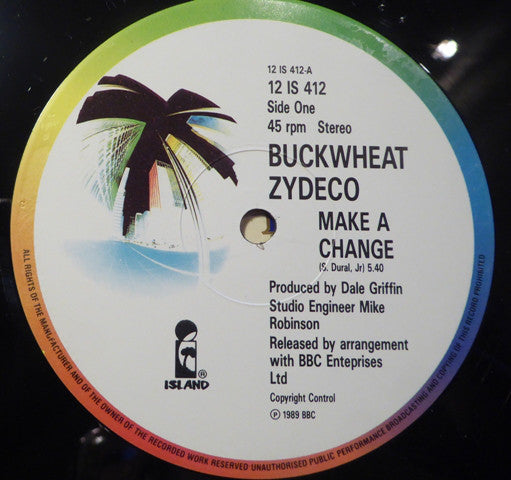 12 IS 412-A
12 IS 412
Side One
45 rpm Stereo
BUCKWHEAT
ZYDECO
MAKE A
CHANGE
(S. Dural, Jr) 5.40
Produced by Dale Griffin
Studio Engineer Mike
Robinson
Released by arrangement
with BBC Enteprises
Ltd
Copyright Control
℗ 1989 BBC
i
ISLAND ®
ALL RIGHTS OF THE MANUFACTURER AND OF THE OWNER OF THE RECORDED WORK RESERVED UNAUTHORISED PUBLIC PERFORMANCE BROADCASTING AND COPYING OF THIS RECORD PROHIBITED